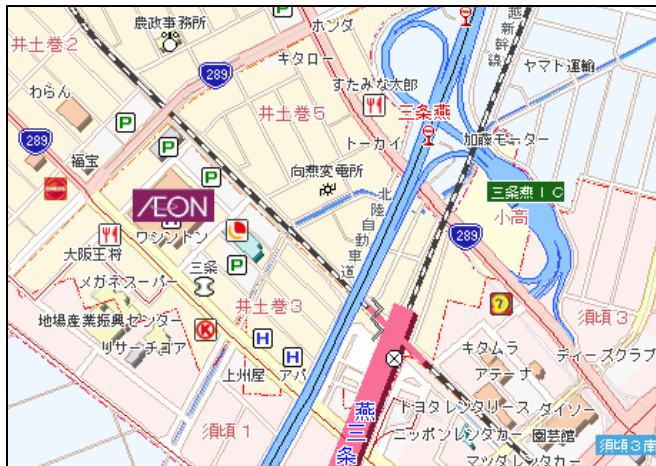 農政事務所
P
ホンダ
越新幹線
井土巻2
289
キタロー
ヤマト運輸
わらん
すたみな太郎
井土巻5
三条燕
P
289
トーカイ
加藤モーター
福宝
P
向燕変電所
三条燕IC
P
北陸自動車道
小高
ÆON
H
ワシントン
289
大阪王将
三条
P
メガネスーパー
井土巻3
須頃3
地場産業振興センター
K
リサーチコア
H
H
キタムラ
ディーズクラブ
上州屋
アパ
アテーナ
燕三条
トヨタレンタリース
ダイソー
須頃1
ニッポンレンタカー
園芸館
須頃3南
マツダレンタカー